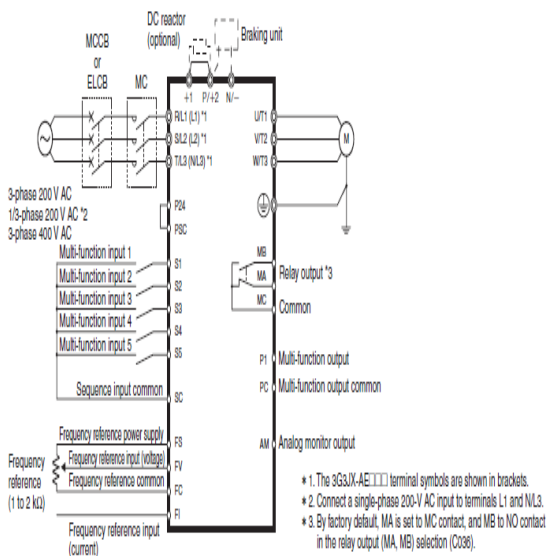 DC reactor
(optional)
Braking unit
MCCB
or
ELCB
MC
+1
P/+2
N/−
R/L1 (L1) *1
S/L2 (L2) *1
T/L3 (N/L3) *1
U/T1
V/T2
W/T3
M
3-phase 200 V AC
1/3-phase 200 V AC *2
3-phase 400 V AC
P24
PSC
Multi-function input 1
S1
Multi-function input 2
S2
Multi-function input 3
S3
Multi-function input 4
S4
Multi-function input 5
S5
Sequence input common
SC
MB
MA
Relay output *3
MC
Common
P1
Multi-function output
PC
Multi-function output common
AM
Analog monitor output
Frequency reference power supply
FS
Frequency reference input (voltage)
FV
Frequency reference common
FC
Frequency
reference
(1 to 2 kΩ)
FI
Frequency reference input
(current)
*1. The 3G3JX-AE□□□ terminal symbols are shown in brackets.
*2. Connect a single-phase 200-V AC input to terminals L1 and N/L3.
*3. By factory default, MA is set to MC contact, and MB to NO contact
in the relay output (MA, MB) selection (C036).